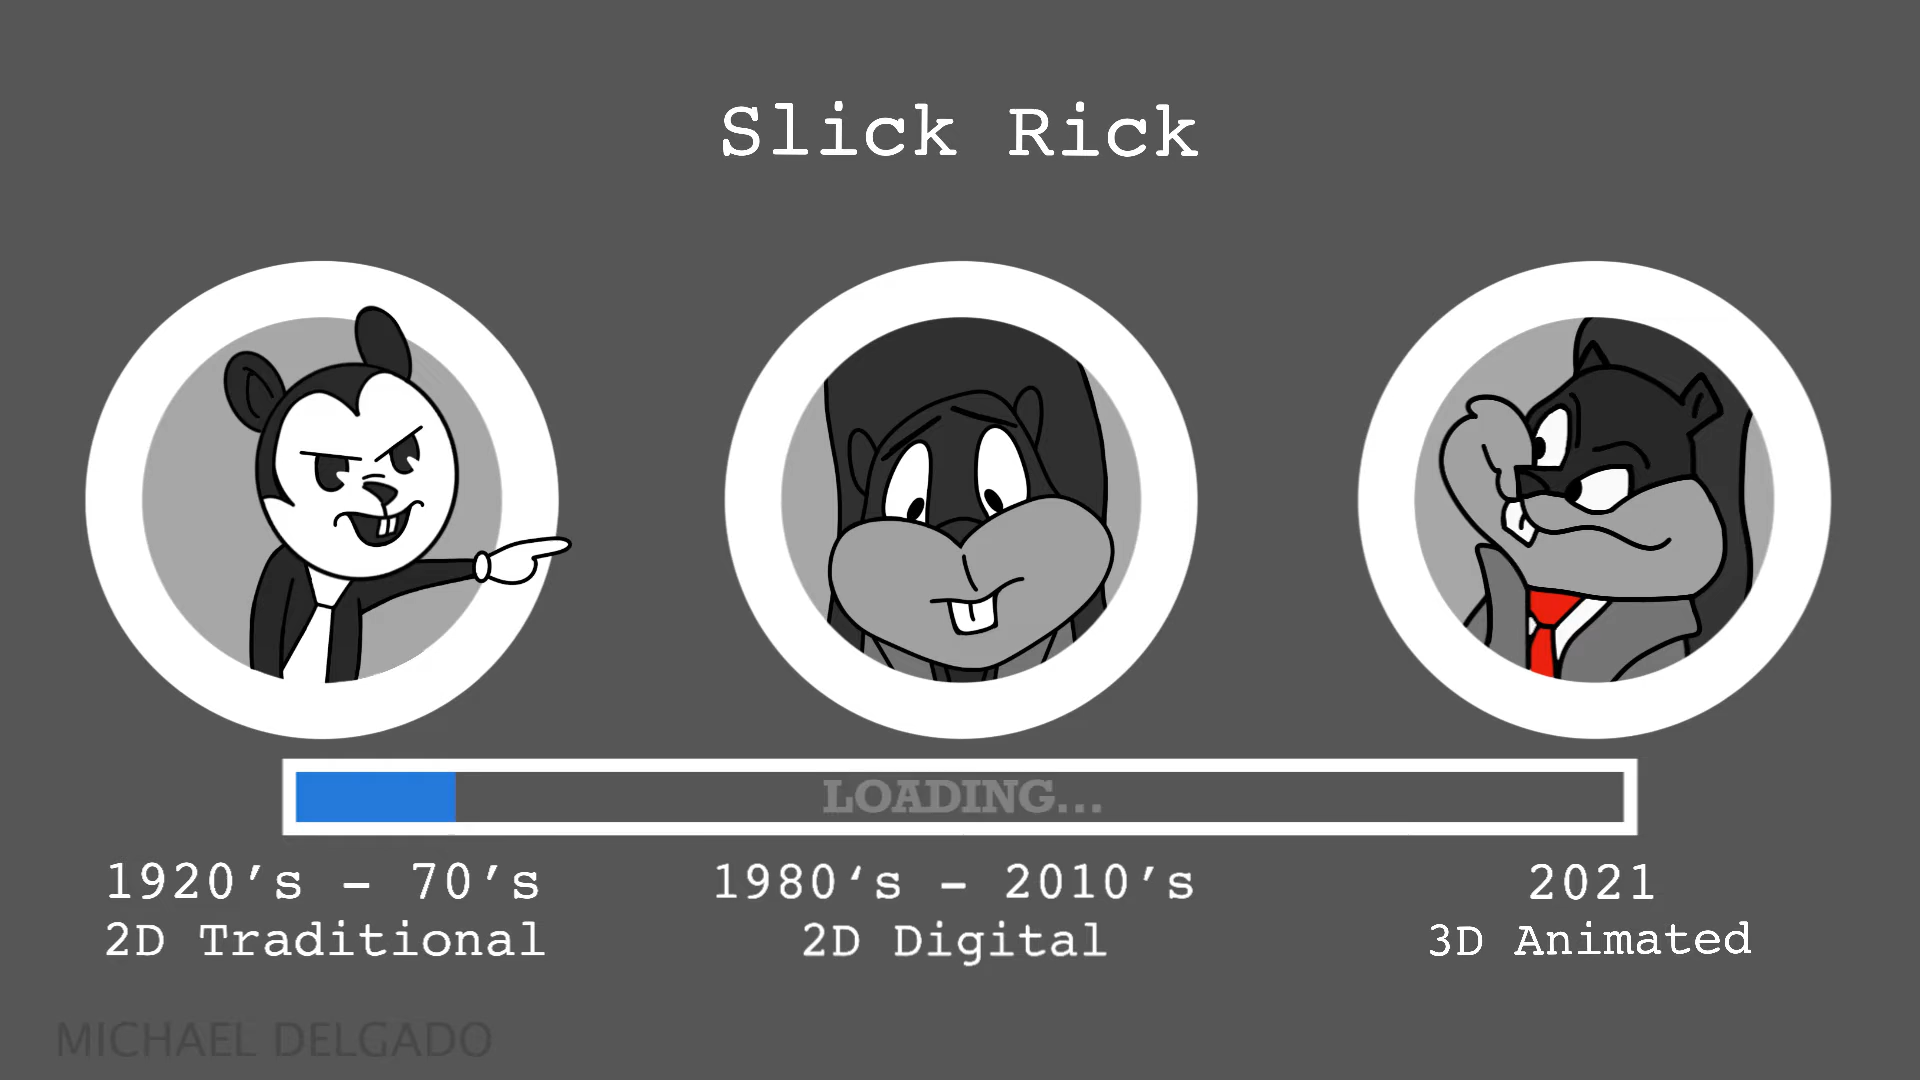 Slick Rick
LOADING...
1920’s – 70’s
2D Traditional
1980‘s – 2010’s
2D Digital
2021
3D Animated
MICHAEL DELGADO